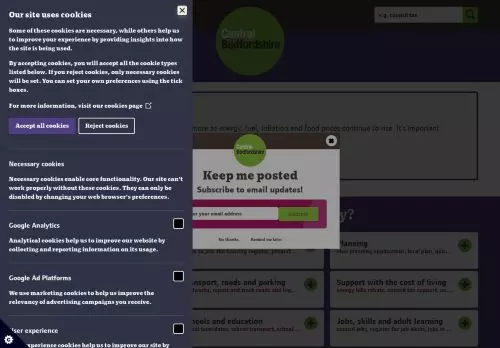 Our site uses cookies
Some of these cookies are necessary, while others help us
to improve your experience by providing insights into how
the site is being used.
By accepting cookies, you will accept all the cookie types
listed below. If you reject cookies, only necessary cookies
will be set. You can set your own preferences using the tick
boxes.
For more information, visit our cookies page
Accept all cookies
Reject cookies
Necessary cookies
Necessary cookies enable core functionality. Our site can't
work properly without these cookies. They can only be
disabled by changing your web browser's preferences.
Google Analytics
Analytical cookies help us to improve our website by
collecting and reporting information on its usage.
Google Ad Platforms
We use marketing cookies to help us improve the
relevancy of advertising campaigns you receive.
User experience
experience cookies help us to improve our site by
Central
Bedfordshire
e.g. council tax
more as energy, fuel, inflation and food prices continue to rise. It's important
Central
Bedfordshire
Keep me posted
Subscribe to email updates!
your email address
Subscribe
No thanks
Remind me later
y?
Planning
transport, roads and parking
Support with the cost of living
energy bills rebate, council tax support,
schools and education
Jobs, skills and adult learning